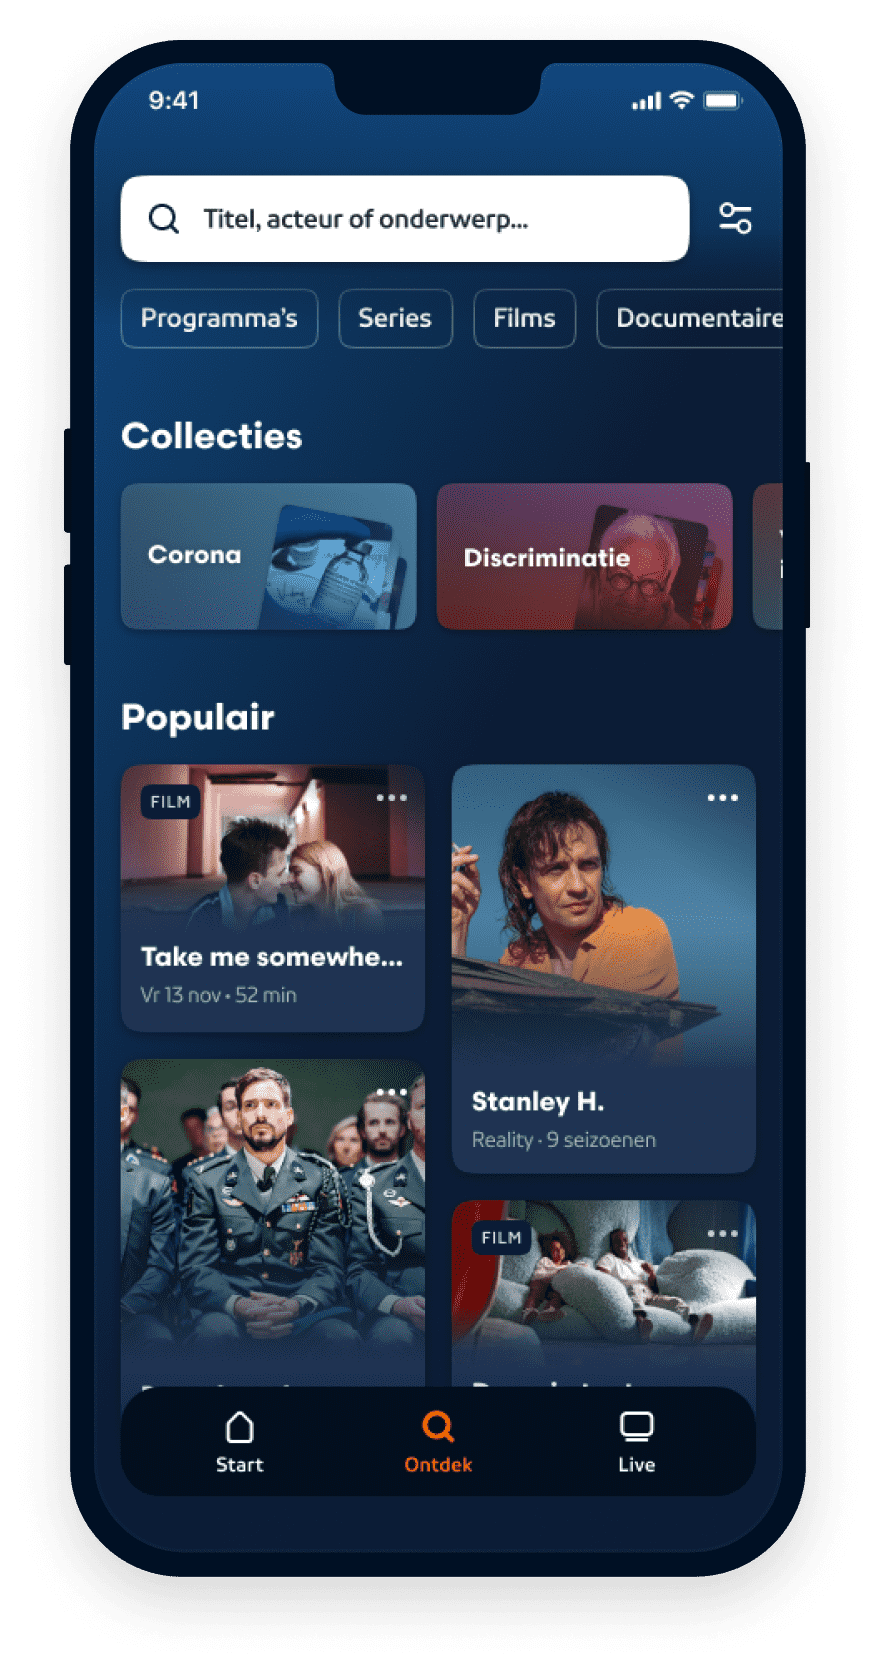 9:41
Titel, acteur of onderwerp...
Programma's
Series
Films
Documentaire
Collecties
Corona
Discriminatie
Populair
FILM
Take me somewhe...
Vr 13 nov • 52 min
Stanley H.
Reality • 9 seizoenen
FILM
Start
Ontdek
Live